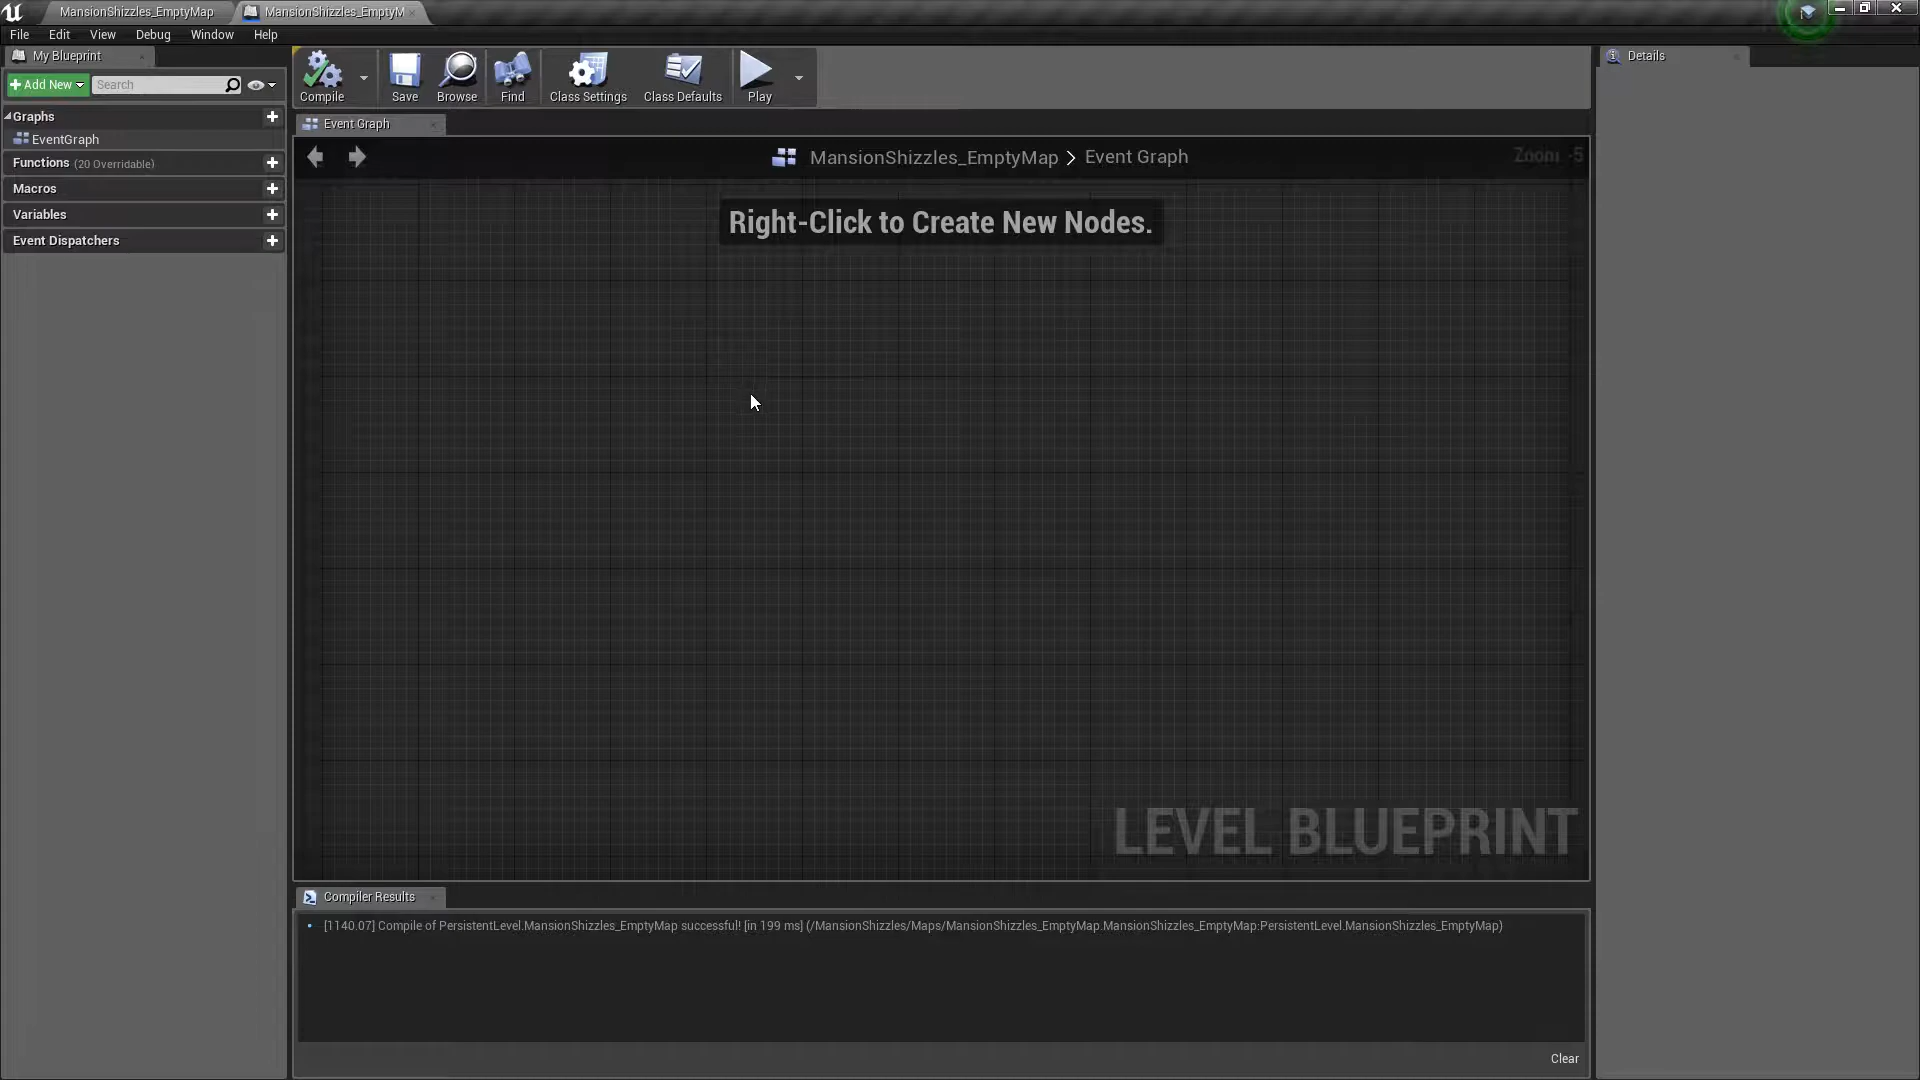 MansionShizzles_EmptyMap
MansionShizzles_EmptyM
File Edit View Debug Window Help
My Blueprint
Add New
Search
Graphs
EventGraph
Functions (20 Overridable)
Macros
Variables
Event Dispatchers
Compile
Save
Browse
Find
Class Settings
Class Defaults
Play
Event Graph
MansionShizzles_EmptyMap > Event Graph
Zoom -5
Right-Click to Create New Nodes.
LEVEL BLUEPRINT
Compiler Results
[1140.07] Compile of PersistentLevel.MansionShizzles_EmptyMap successful! [in 199 ms] (/MansionShizzles/Maps/MansionShizzles_EmptyMap.MansionShizzles_EmptyMap:PersistentLevel.MansionShizzles_EmptyMap)
Clear
Details